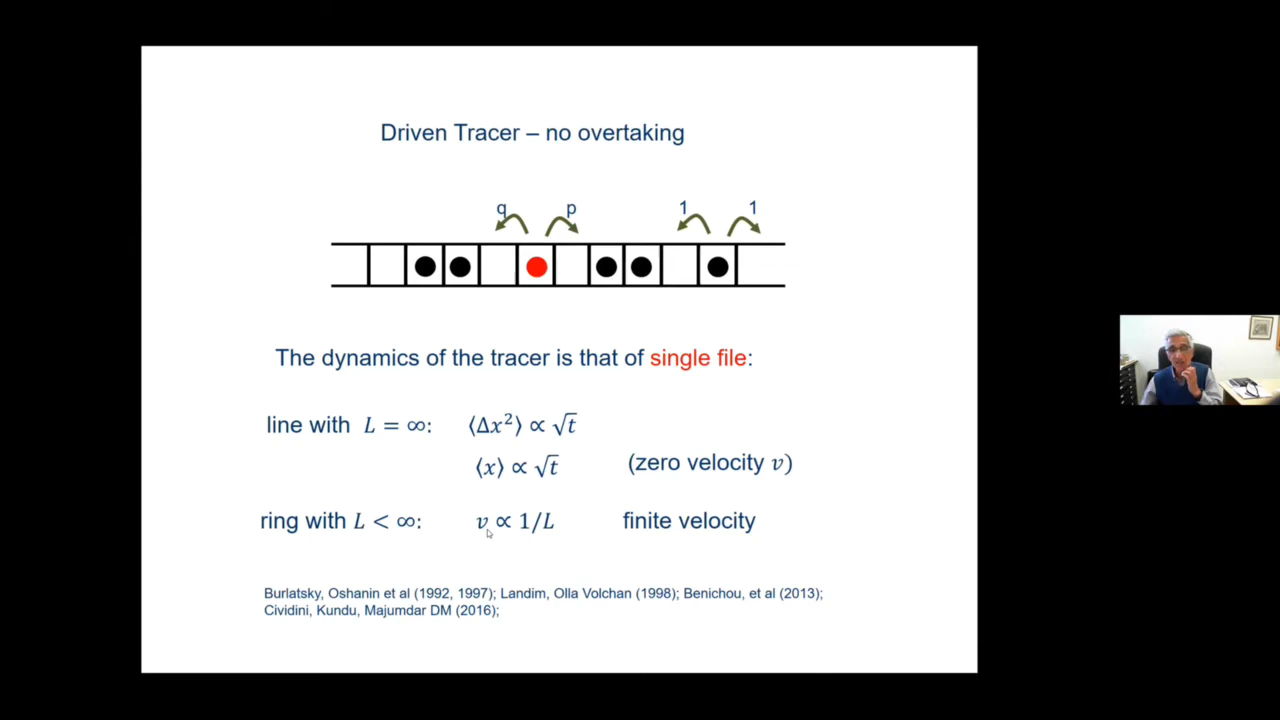 Driven Tracer – no overtaking
q p 1 1
The dynamics of the tracer is that of single file:
line with L = ∞: ⟨Δx²⟩ ∝ √t
⟨x⟩ ∝ √t (zero velocity v)
ring with L < ∞: v ∝ 1/L finite velocity
Burlatsky, Oshanin et al (1992, 1997); Landim, Olla Volchan (1998); Benichou, et al (2013);
Cividini, Kundu, Majumdar DM (2016);